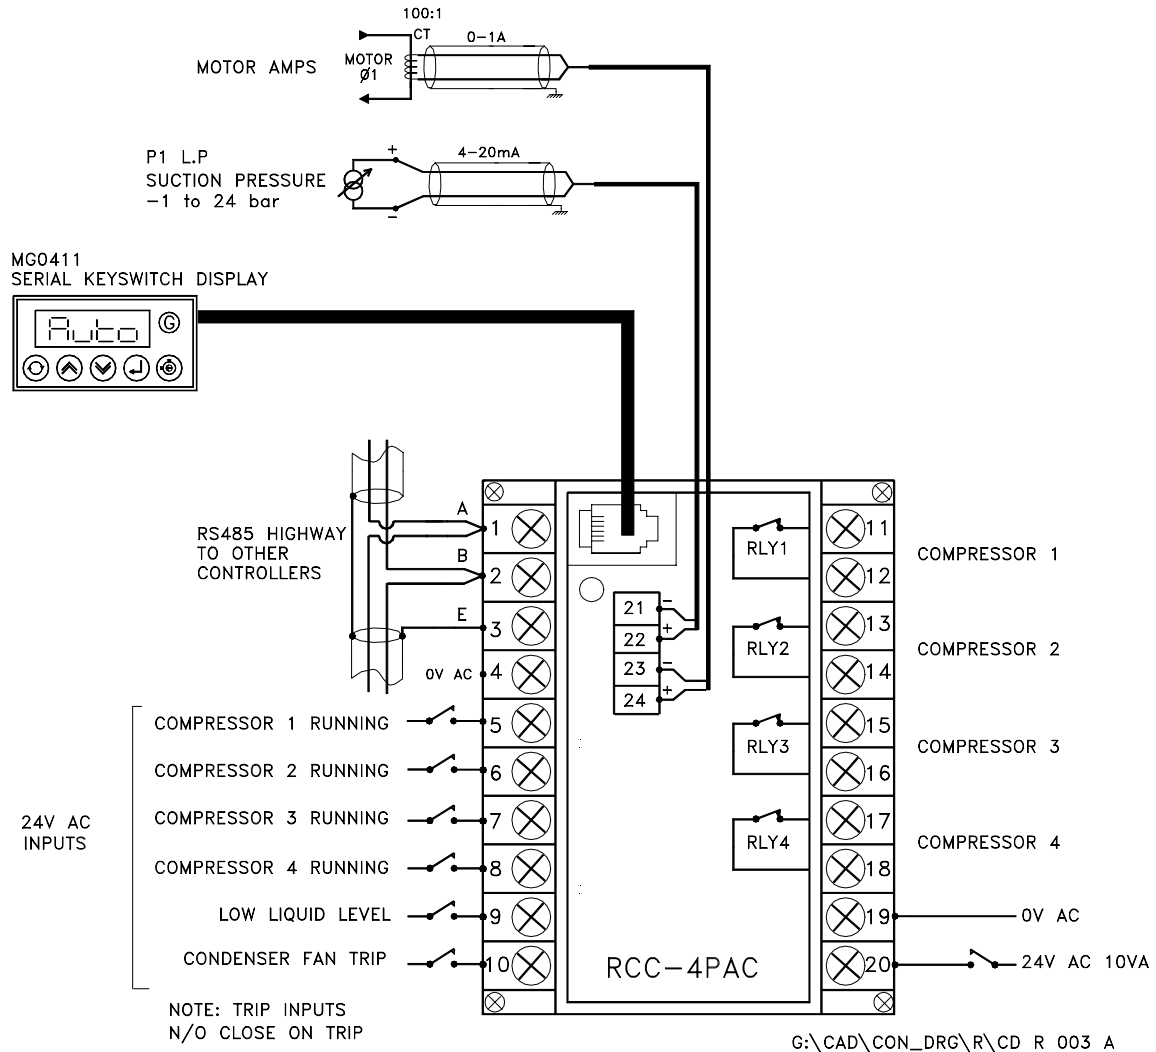 100:1
CT
0-1A
MOTOR AMPS
MOTOR
Ø1
4-20mA
+
-
P1 L.P
SUCTION PRESSURE
-1 to 24 bar
MG0411
SERIAL KEYSWITCH DISPLAY
Auto
G
RS485 HIGHWAY
TO OTHER
CONTROLLERS
A
B
E
0V AC
1
2
3
4
5
6
7
8
9
10
24V AC
INPUTS
COMPRESSOR 1 RUNNING
COMPRESSOR 2 RUNNING
COMPRESSOR 3 RUNNING
COMPRESSOR 4 RUNNING
LOW LIQUID LEVEL
CONDENSER FAN TRIP
NOTE: TRIP INPUTS
N/O CLOSE ON TRIP
21 -
22 +
23 -
24 +
RLY1
RLY2
RLY3
RLY4
RCC-4PAC
11
12
13
14
15
16
17
18
19
20
COMPRESSOR 1
COMPRESSOR 2
COMPRESSOR 3
COMPRESSOR 4
0V AC
24V AC 10VA
G:\CAD\CON_DRG\R\CD R 003 A